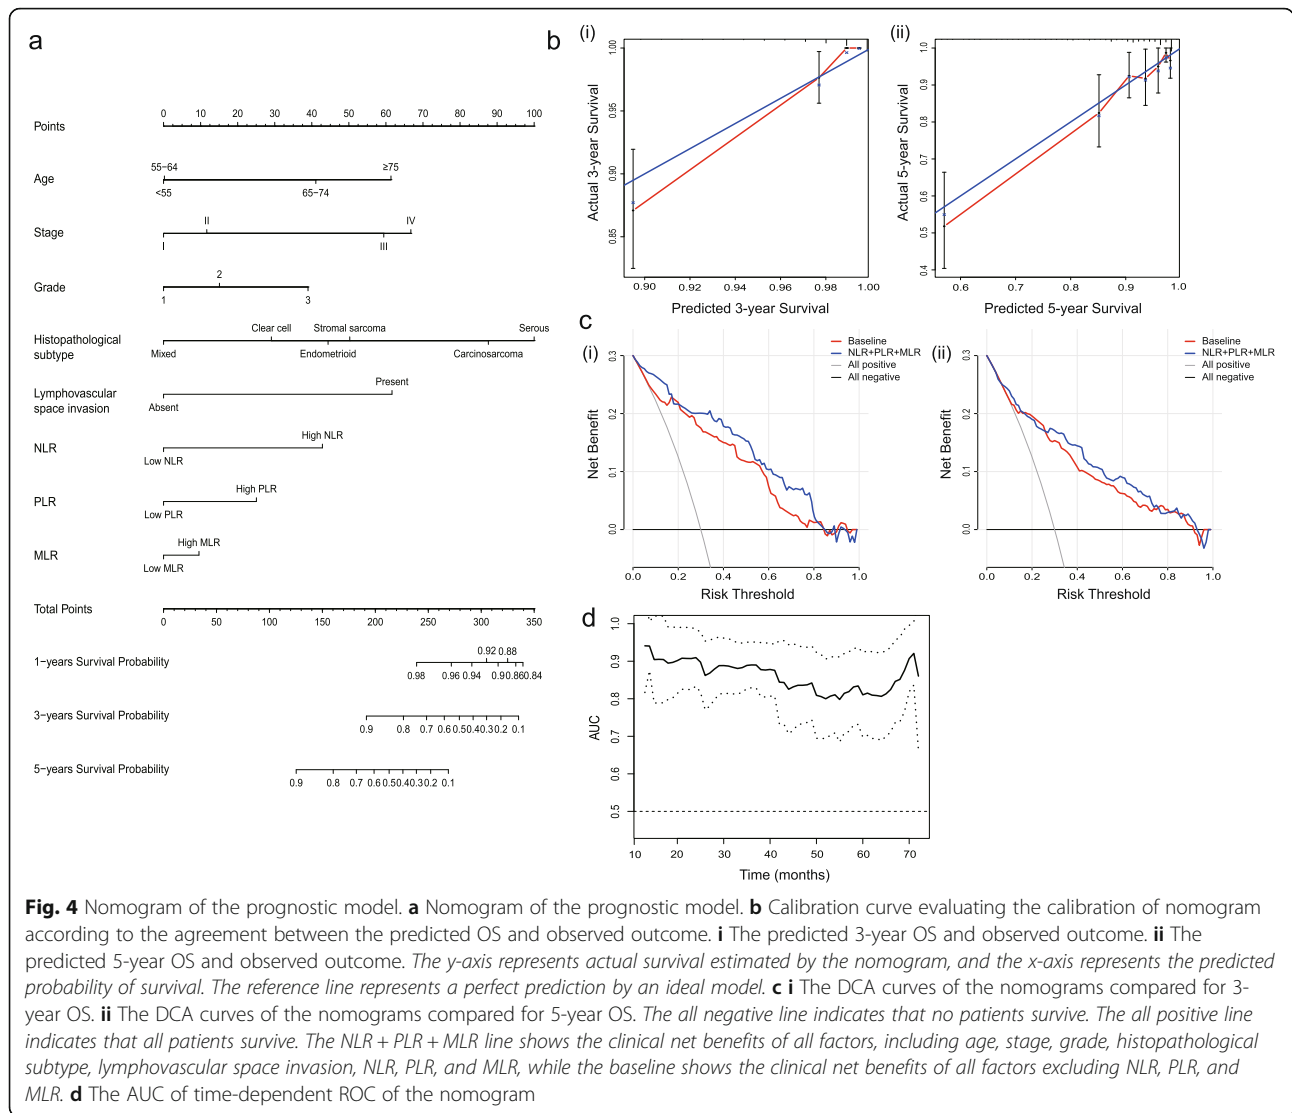 a
Points
0 10 20 30 40 50 60 70 80 90 100
55−64 ≥75
Age
<55 65−74
II IV
Stage
I III
2
Grade
1 3
Clear cell Stromal sarcoma Serous
Histopathological
subtype
Mixed Endometrioid Carcinosarcoma
Present
Lymphovascular
space invasion
Absent
High NLR
NLR
Low NLR
High PLR
PLR
Low PLR
High MLR
MLR
Low MLR
Total Points
0 50 100 150 200 250 300 350
1−years Survival Probability
0.92 0.88
0.98 0.96 0.94 0.90 0.86 0.84
3−years Survival Probability
0.9 0.8 0.7 0.6 0.5 0.4 0.3 0.2 0.1
5−years Survival Probability
0.9 0.8 0.7 0.6 0.5 0.4 0.3 0.2 0.1
b
(i)
Actual 3-year Survival
1.00
0.95
0.90
0.85
0.90 0.92 0.94 0.96 0.98 1.00
Predicted 3-year Survival
(ii)
Actual 5-year Survival
1.0
0.9
0.8
0.7
0.6
0.5
0.4
0.6 0.7 0.8 0.9 1.0
Predicted 5-year Survival
c
(i)
Baseline
NLR+PLR+MLR
All positive
All negative
Net Benefit
0.3
0.2
0.1
0.0
0.0 0.2 0.4 0.6 0.8 1.0
Risk Threshold
(ii)
Baseline
NLR+PLR+MLR
All positive
All negative
Net Benefit
0.3
0.2
0.1
0.0
0.0 0.2 0.4 0.6 0.8 1.0
Risk Threshold
d
AUC
1.0
0.9
0.8
0.7
0.6
0.5
10 20 30 40 50 60 70
Time (months)
Fig. 4 Nomogram of the prognostic model. a Nomogram of the prognostic model. b Calibration curve evaluating the calibration of nomogram
according to the agreement between the predicted OS and observed outcome. i The predicted 3-year OS and observed outcome. ii The
predicted 5-year OS and observed outcome. The y-axis represents actual survival estimated by the nomogram, and the x-axis represents the predicted
probability of survival. The reference line represents a perfect prediction by an ideal model. c i The DCA curves of the nomograms compared for 3-
year OS. ii The DCA curves of the nomograms compared for 5-year OS. The all negative line indicates that no patients survive. The all positive line
indicates that all patients survive. The NLR + PLR + MLR line shows the clinical net benefits of all factors, including age, stage, grade, histopathological
subtype, lymphovascular space invasion, NLR, PLR, and MLR, while the baseline shows the clinical net benefits of all factors excluding NLR, PLR, and
MLR. d The AUC of time-dependent ROC of the nomogram